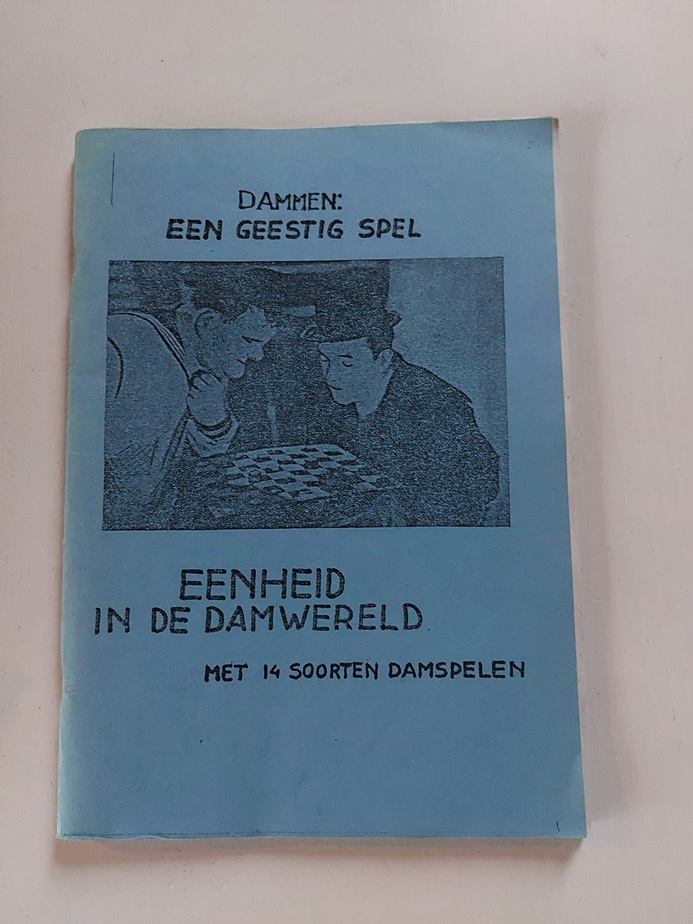 DAMMEN:
EEN GEESTIG SPEL
EENHEID
IN DE DAMWERELD
MET 14 SOORTEN DAMSPELEN